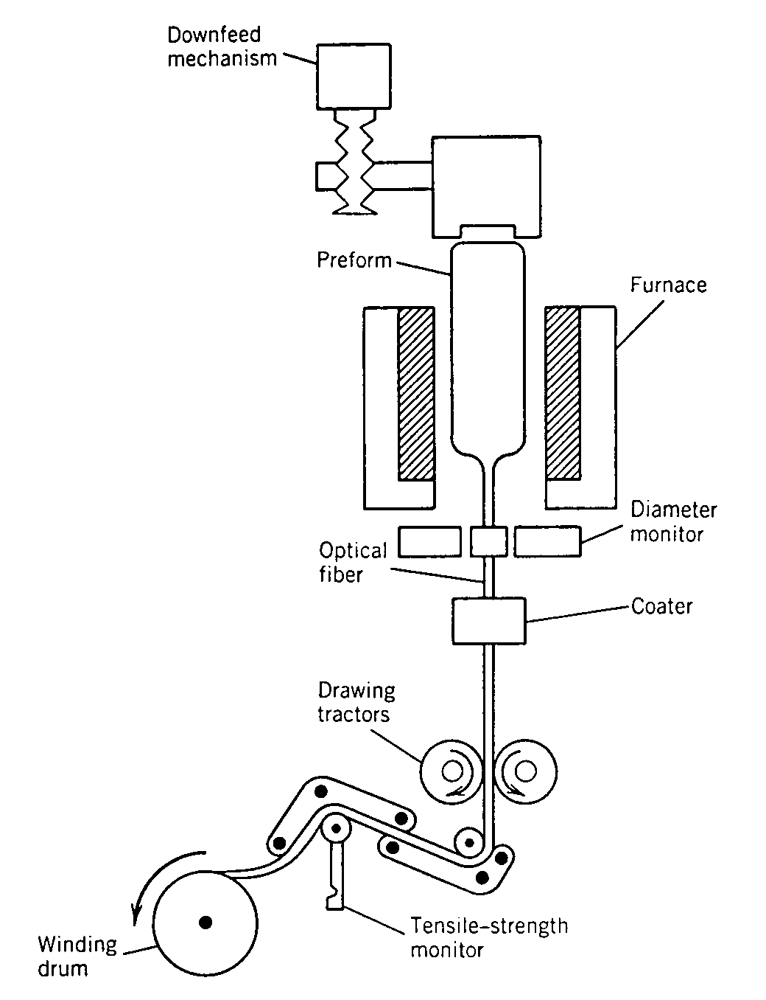 Downfeed
mechanism
Preform
Furnace
Diameter
monitor
Optical
fiber
Coater
Drawing
tractors
Tensile-strength
monitor
Winding
drum